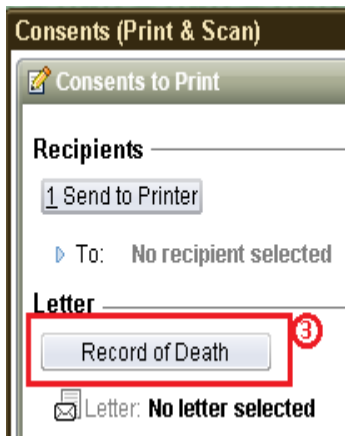 Consents (Print & Scan)
Consents to Print
Recipients
1 Send to Printer
To: No recipient selected
Letter
3
Record of Death
Letter: No letter selected